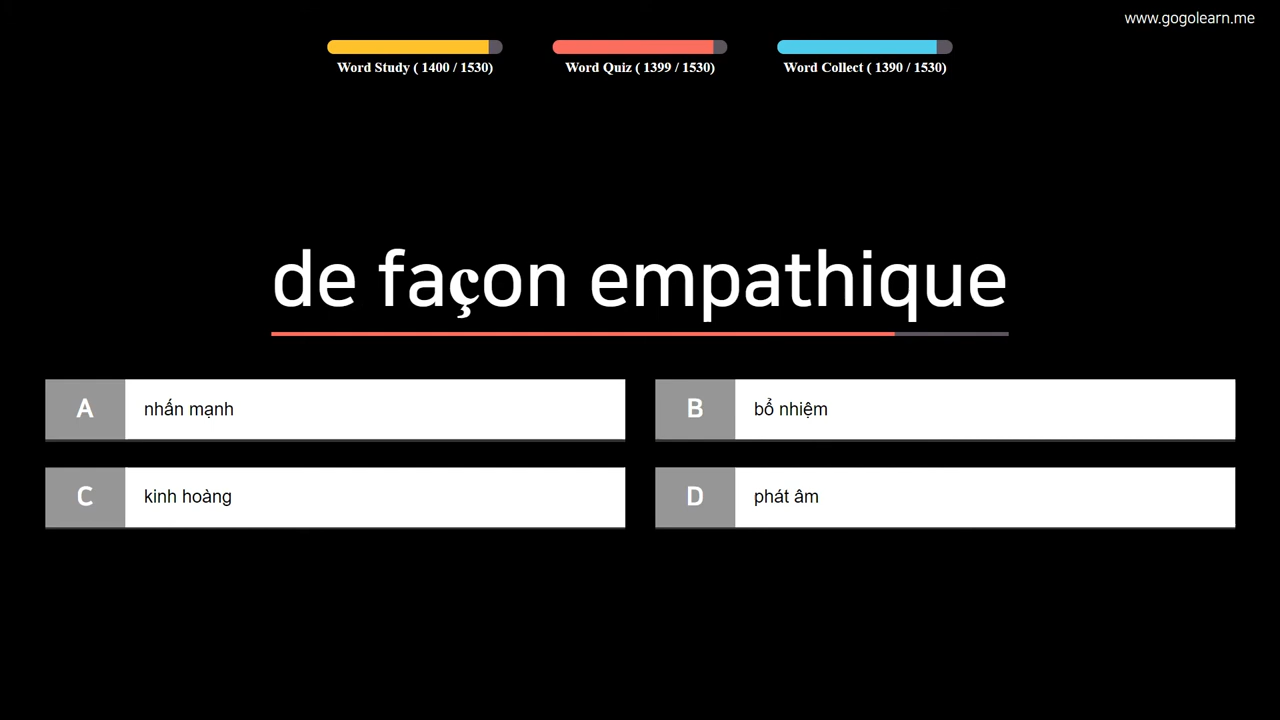 www.gogolearn.me
Word Study ( 1400 / 1530)
Word Quiz ( 1399 / 1530)
Word Collect ( 1390 / 1530)
de façon empathique
A nhấn mạnh
B bổ nhiệm
C kinh hoàng
D phát âm